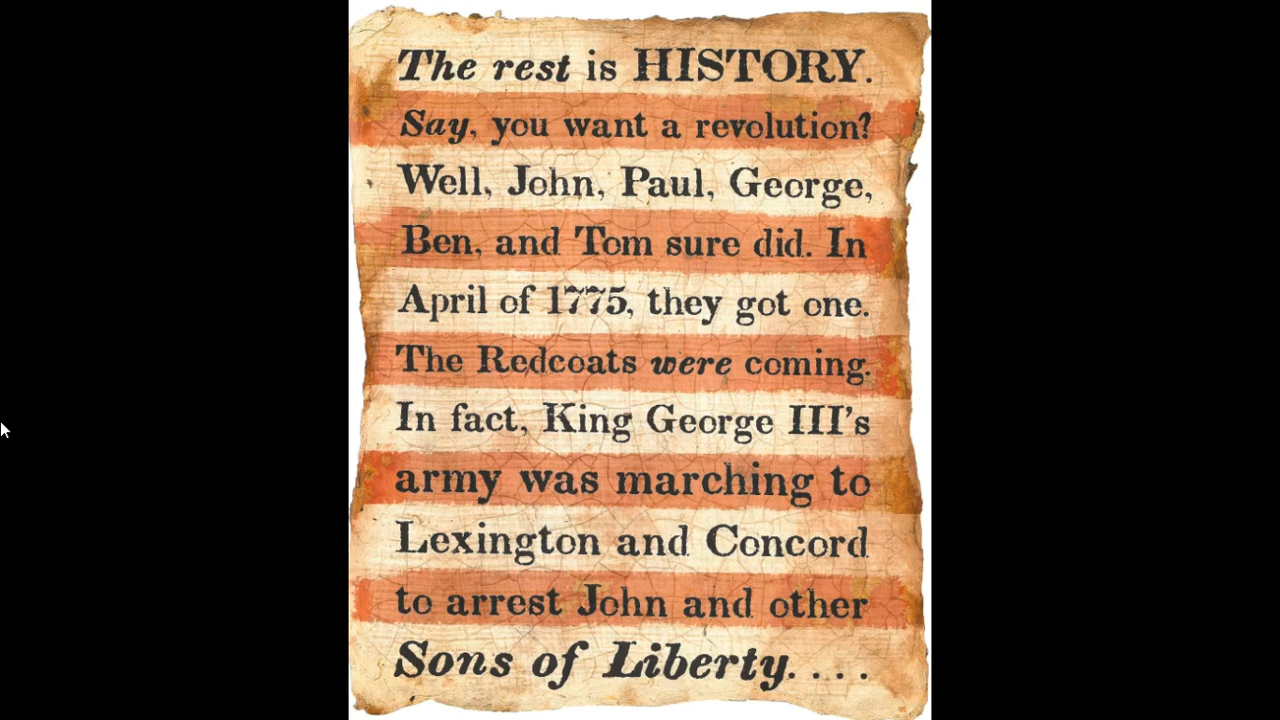 The rest is HISTORY.
Say, you want a revolution?
Well, John, Paul, George,
Ben, and Tom sure did. In
April of 1775, they got one.
The Redcoats were coming.
In fact, King George III's
army was marching to
Lexington and Concord
to arrest John and other
Sons of Liberty. . . .